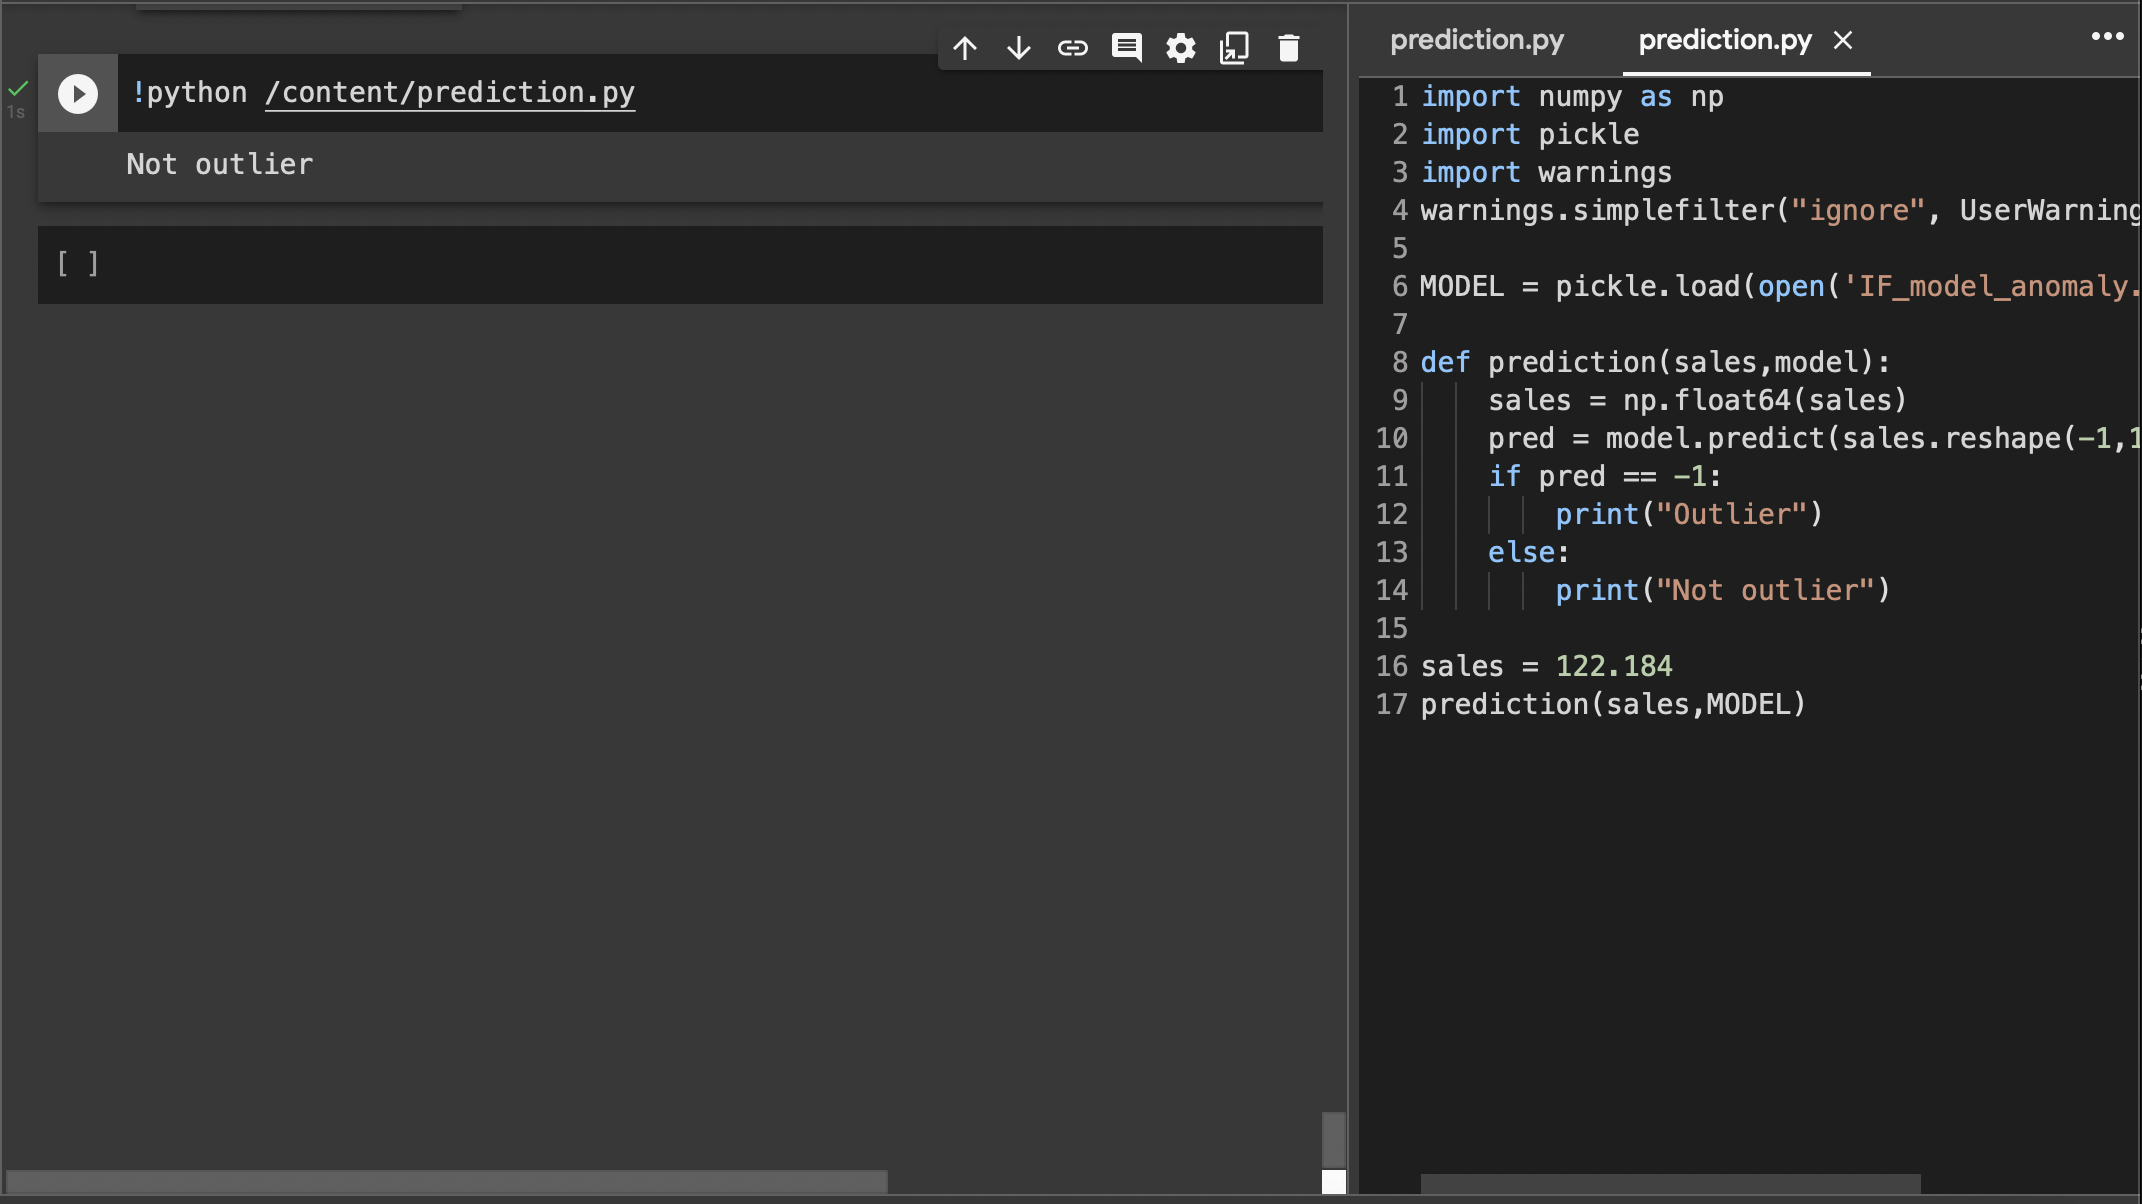 !python /content/prediction.py
1s
Not outlier
[ ]
prediction.py
prediction.py
1 import numpy as np
2 import pickle
3 import warnings
4 warnings.simplefilter("ignore", UserWarning
5
6 MODEL = pickle.load(open('IF_model_anomaly.
7
8 def prediction(sales,model):
9 sales = np.float64(sales)
10 pred = model.predict(sales.reshape(-1,1
11 if pred == -1:
12 print("Outlier")
13 else:
14 print("Not outlier")
15
16 sales = 122.184
17 prediction(sales,MODEL)